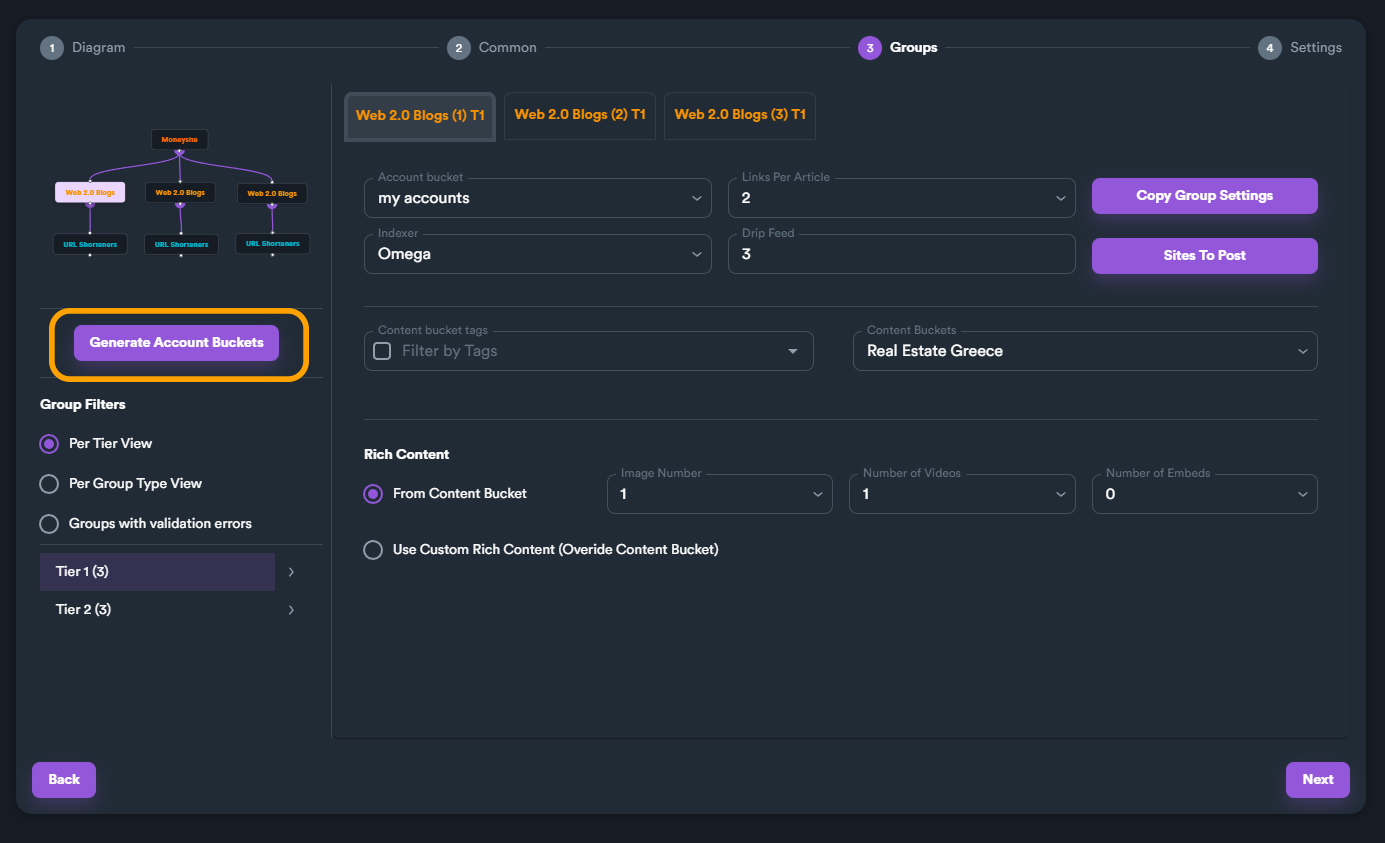 1 Diagram
2 Common
3 Groups
4 Settings
Moneysite
Web 2.0 Blogs
Web 2.0 Blogs
Web 2.0 Blogs
URL Shorteners
URL Shorteners
URL Shorteners
Generate Account Buckets
Group Filters
Per Tier View
Per Group Type View
Groups with validation errors
Tier 1 (3)
Tier 2 (3)
Web 2.0 Blogs (1) T1
Web 2.0 Blogs (2) T1
Web 2.0 Blogs (3) T1
Account bucket
my accounts
Links Per Article
2
Copy Group Settings
Indexer
Omega
Drip Feed
3
Sites To Post
Content bucket tags
Filter by Tags
Content Buckets
Real Estate Greece
Rich Content
From Content Bucket
Image Number
1
Number of Videos
1
Number of Embeds
0
Use Custom Rich Content (Overide Content Bucket)
Back
Next